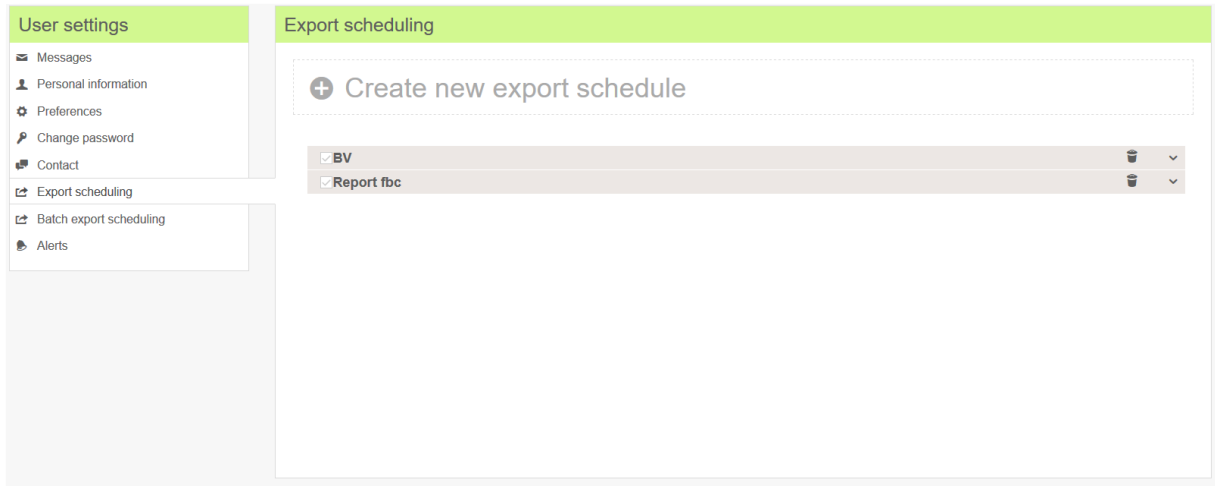 User settings
Messages
Personal information
Preferences
Change password
Contact
Export scheduling
Batch export scheduling
Alerts
Export scheduling
Create new export schedule
BV
Report fbc